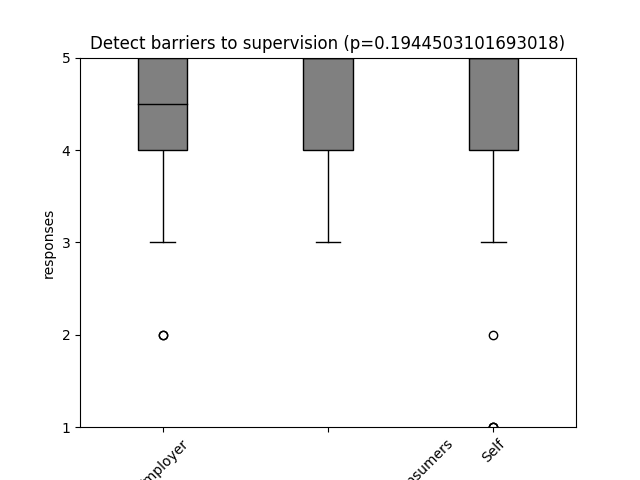 Detect barriers to supervision (p=0.1944503101693018)
5
4
3
2
1
responses
Self